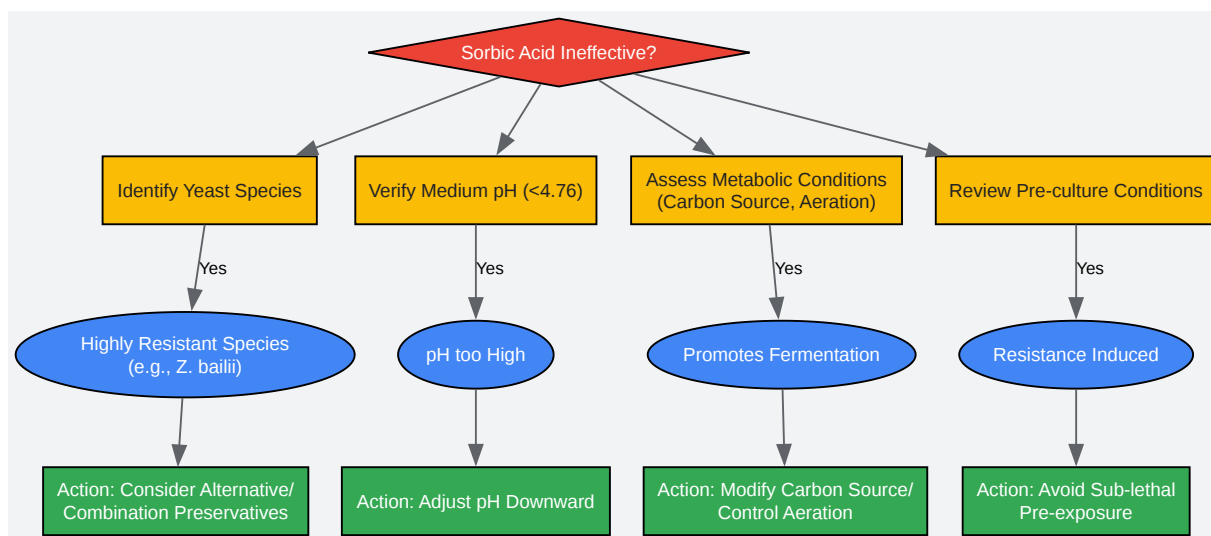 Sorbic Acid Ineffective?
Identify Yeast Species
Verify Medium pH (<4.76)
Assess Metabolic Conditions
(Carbon Source, Aeration)
Review Pre-culture Conditions
Yes
Yes
Yes
Yes
Highly Resistant Species
(e.g., Z. bailii)
pH too High
Promotes Fermentation
Resistance Induced
Action: Consider Alternative/
Combination Preservatives
Action: Adjust pH Downward
Action: Modify Carbon Source/
Control Aeration
Action: Avoid Sub-lethal
Pre-exposure